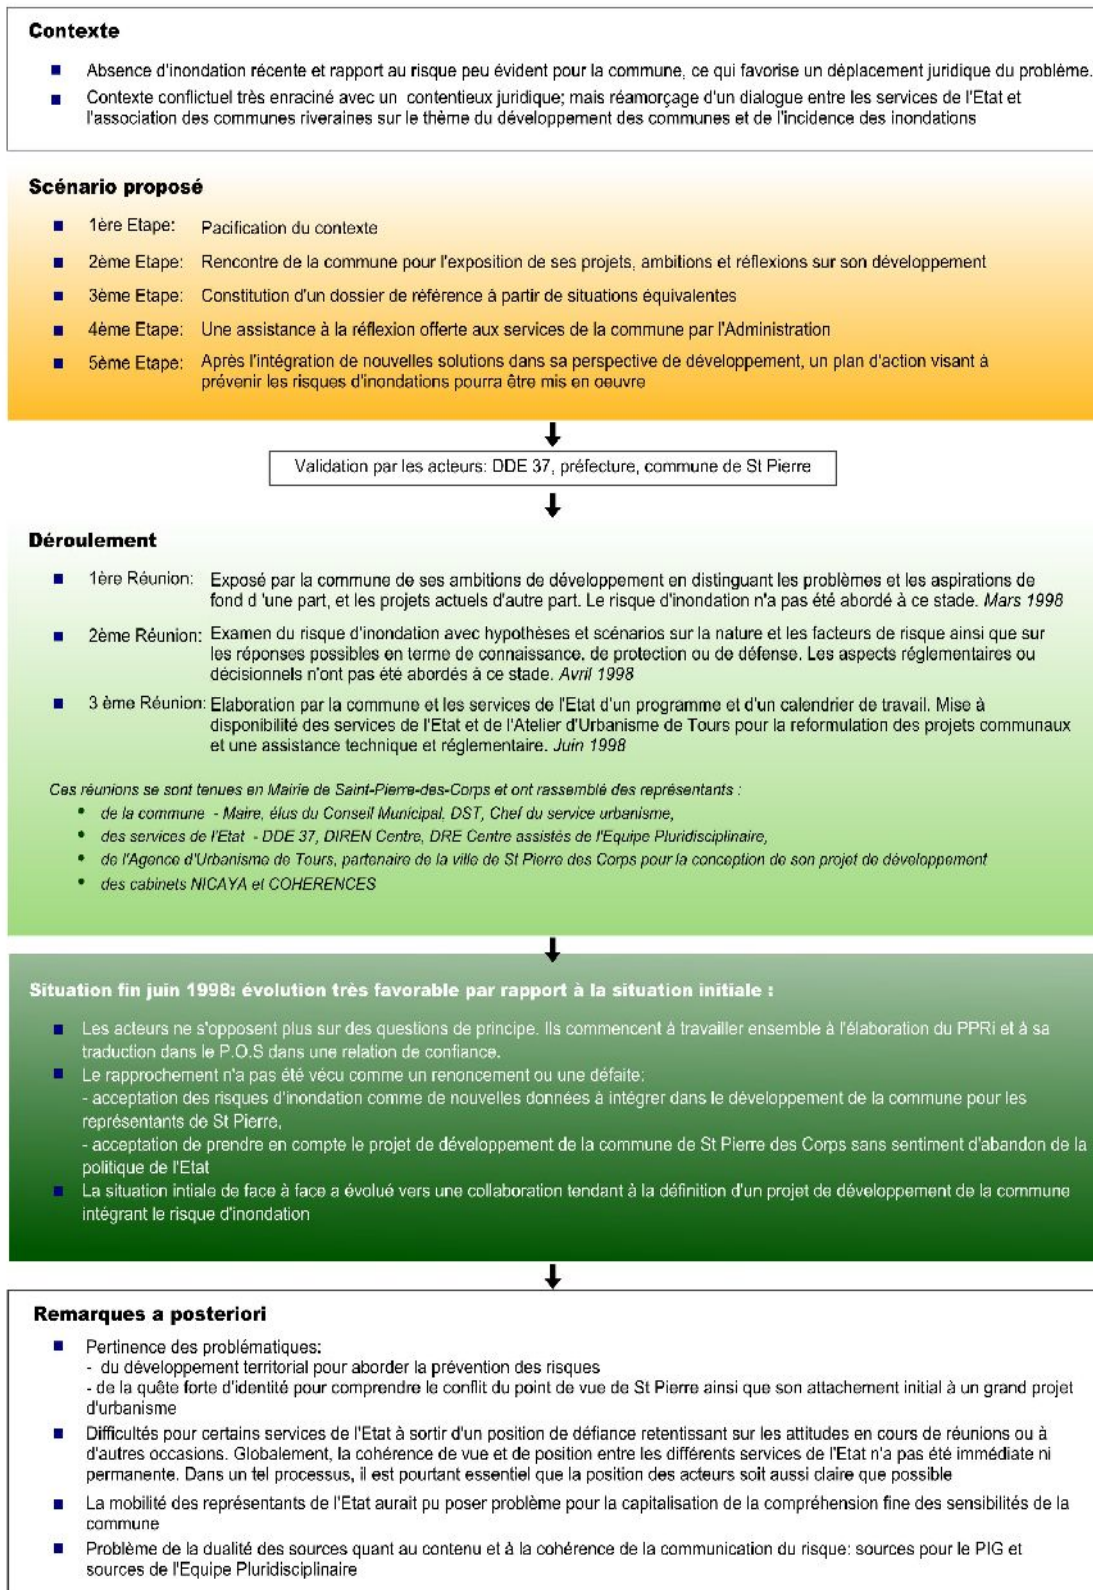 Contexte
■ Absence d'inondation récente et rapport au risque peu évident pour la commune, ce qui favorise un déplacement juridique du problème.
■ Contexte conflictuel très enraciné avec un contentieux juridique; mais réamorçage d'un dialogue entre les services de l'Etat et
l'association des communes riveraines sur le thème du développement des communes et de l'incidence des inondations
Scénario proposé
■ 1ère Etape: Pacification du contexte
■ 2ème Etape: Rencontre de la commune pour l'exposition de ses projets, ambitions et réflexions sur son développement
■ 3ème Etape: Constitution d'un dossier de référence à partir de situations équivalentes
■ 4ème Etape: Une assistance à la réflexion offerte aux services de la commune par l'Administration
■ 5ème Etape: Après l'intégration de nouvelles solutions dans sa perspective de développement, un plan d'action visant à
prévenir les risques d'inondations pourra être mis en oeuvre
Validation par les acteurs: DDE 37, préfecture, commune de St Pierre
Déroulement
■ 1ère Réunion: Exposé par la commune de ses ambitions de développement en distinguant les problèmes et les aspirations de
fond d 'une part, et les projets actuels d'autre part. Le risque d'inondation n'a pas été abordé à ce stade. Mars 1998
■ 2ème Réunion: Examen du risque d'inondation avec hypothèses et scénarios sur la nature et les facteurs de risque ainsi que sur
les réponses possibles en terme de connaissance, de protection ou de défense. Les aspects réglementaires ou
décisionnels n'ont pas été abordés à ce stade. Avril 1998
■ 3 ème Réunion: Elaboration par la commune et les services de l'Etat d'un programme et d'un calendrier de travail. Mise à
disponibilité des services de l'Etat et de l'Atelier d'Urbanisme de Tours pour la reformulation des projets communaux
et une assistance technique et réglementaire. Juin 1998
Ces réunions se sont tenues en Mairie de Saint-Pierre-des-Corps et ont rassemblé des représentants :
• de la commune - Maire, élus du Conseil Municipal, DST, Chef du service urbanisme,
• des services de l'Etat - DDE 37, DIREN Centre, DRE Centre assistés de l'Equipe Pluridisciplinaire,
• de l'Agence d'Urbanisme de Tours, partenaire de la ville de St Pierre des Corps pour la conception de son projet de développement
• des cabinets NICAYA et COHERENCES
Situation fin juin 1998: évolution très favorable par rapport à la situation initiale :
■ Les acteurs ne s'opposent plus sur des questions de principe. Ils commencent à travailler ensemble à l'élaboration du PPRi et à sa
traduction dans le P.O.S dans une relation de confiance.
■ Le rapprochement n'a pas été vécu comme un renoncement ou une défaite:
- acceptation des risques d'inondation comme de nouvelles données à intégrer dans le développement de la commune pour les
représentants de St Pierre,
- acceptation de prendre en compte le projet de développement de la commune de St Pierre des Corps sans sentiment d'abandon de la
politique de l'Etat
■ La situation intiale de face à face a évolué vers une collaboration tendant à la définition d'un projet de développement de la commune
intégrant le risque d'inondation
Remarques a posteriori
■ Pertinence des problématiques:
- du développement territorial pour aborder la prévention des risques
- de la quête forte d'identité pour comprendre le conflit du point de vue de St Pierre ainsi que son attachement initial à un grand projet
d'urbanisme
■ Difficultés pour certains services de l'Etat à sortir d'un position de défiance retentissant sur les attitudes en cours de réunions ou à
d'autres occasions. Globalement, la cohérence de vue et de position entre les différents services de l'Etat n'a pas été immédiate ni
permanente. Dans un tel processus, il est pourtant essentiel que la position des acteurs soit aussi claire que possible
■ La mobilité des représentants de l'Etat aurait pu poser problème pour la capitalisation de la compréhension fine des sensibilités de la
commune
■ Problème de la dualité des sources quant au contenu et à la cohérence de la communication du risque: sources pour le PIG et
sources de l'Equipe Pluridisciplinaire